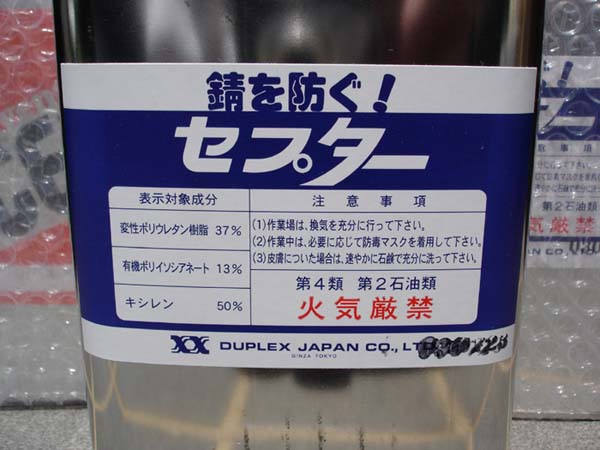 錆を防ぐ!
セプター
表示対象成分
変性ポリウレタン樹脂 37%
有機ポリイソシアネート 13%
キシレン 50%
注意事項
(1)作業場は、換気を充分に行って下さい。
(2)作業中は、必要に応じて防毒マスクを着用して下さい。
(3)皮膚についた場合は、速やかに石鹸で充分に洗って下さい。
第4類 第2石油類
火気厳禁
DUPLEX JAPAN CO., LTD.
GINZA TOKYO
ぐ!
ター
意事項
第2石油類
火気厳禁